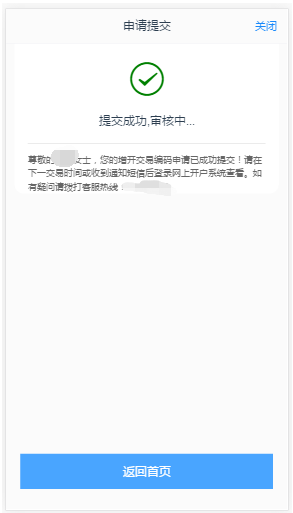 申请提交
关闭
提交成功,审核中...
尊敬的 女士，您的增开交易编码申请已成功提交！请在
下一交易时间或收到通知短信后登录网上开户系统查看。如
有疑问请拨打客服热线：
返回首页